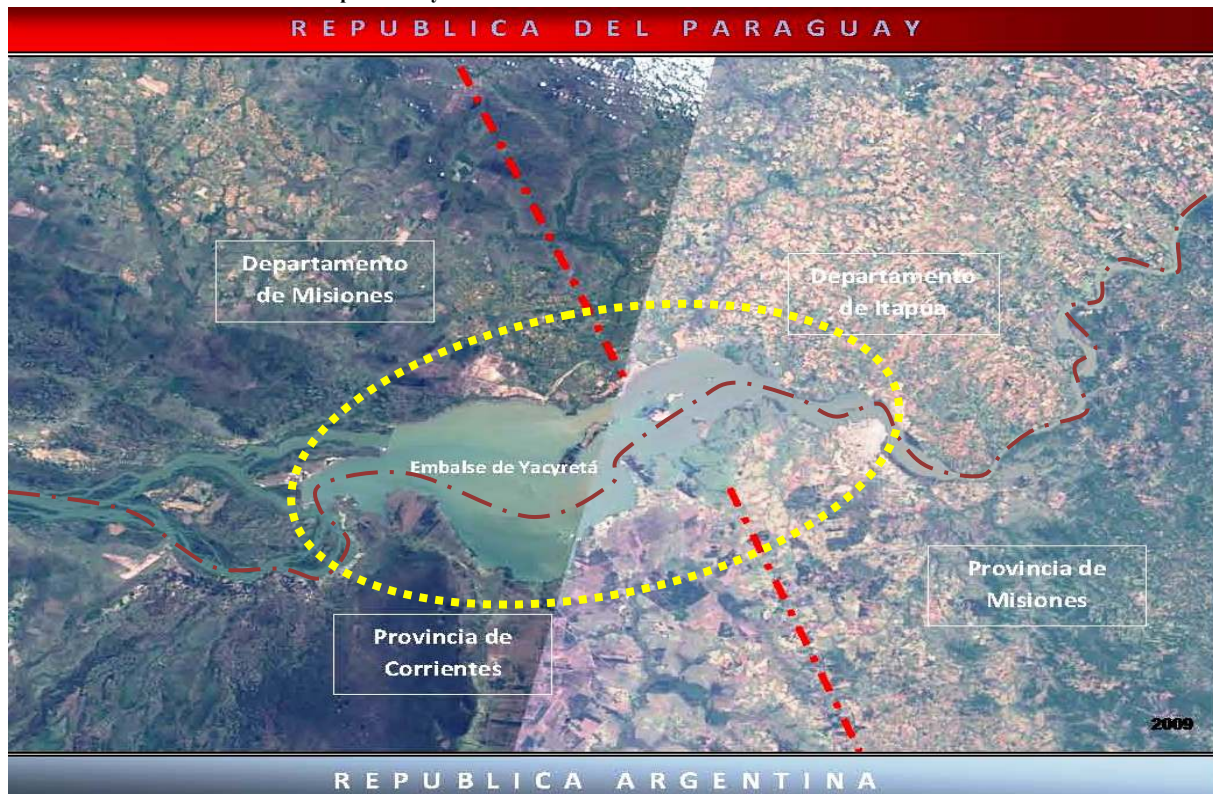 REPUBLICA DEL PARAGUAY
Departamento
de Misiones
Departamento
de Itapúa
Embalse de Yacyretá
Provincia de
Misiones
Provincia de
Corrientes
2009
REPUBLICA ARGENTINA